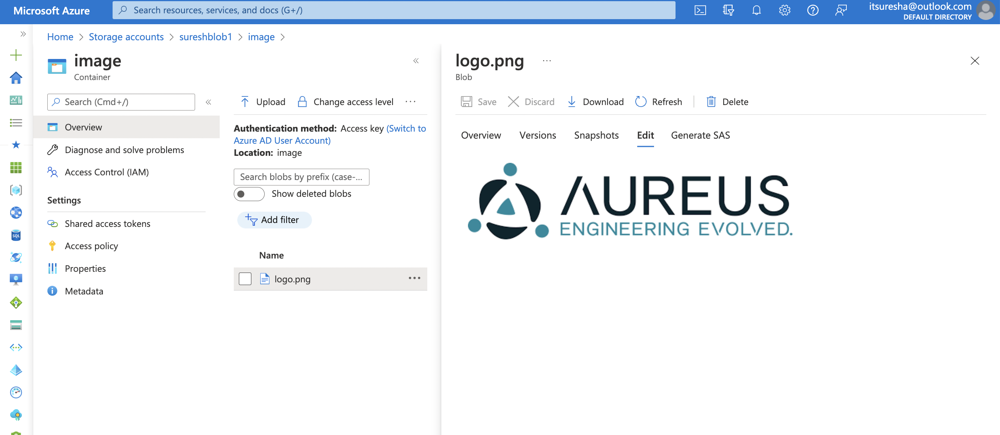 Microsoft Azure
Search resources, services, and docs (G+/)
itsuresha@outlook.com
DEFAULT DIRECTORY
Home > Storage accounts > sureshblob1 > image >
image
Container
Search (Cmd+/)
Overview
Diagnose and solve problems
Access Control (IAM)
Settings
Shared access tokens
Access policy
Properties
Metadata
Upload
Change access level
Authentication method: Access key (Switch to
Azure AD User Account)
Location: image
Search blobs by prefix (case-...
Show deleted blobs
Add filter
Name
logo.png
logo.png
Blob
Save
Discard
Download
Refresh
Delete
Overview
Versions
Snapshots
Edit
Generate SAS
AUREUS
ENGINEERING EVOLVED.
SQL